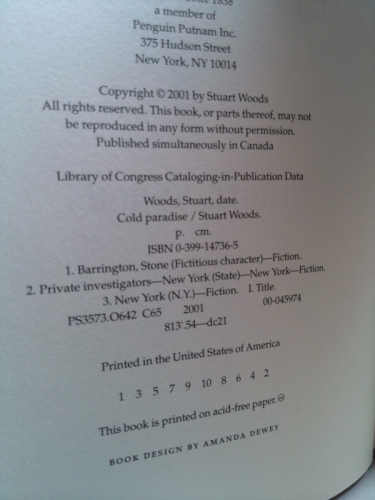 since 1838
a member of
Penguin Putnam Inc.
375 Hudson Street
New York, NY 10014
Copyright © 2001 by Stuart Woods
All rights reserved. This book, or parts thereof, may not
be reproduced in any form without permission.
Published simultaneously in Canada
Library of Congress Cataloging-in-Publication Data
Woods, Stuart, date.
Cold paradise / Stuart Woods.
p. cm.
ISBN 0-399-14736-5
1. Barrington, Stone (Fictitious character)—Fiction.
2. Private investigators—New York (State)—New York—Fiction.
3. New York (N.Y.)—Fiction. I. Title.
PS3573.O642 C65 2001 00-045974
813'.54—dc21
Printed in the United States of America
1 3 5 7 9 10 8 6 4 2
This book is printed on acid-free paper. ♾
BOOK DESIGN BY AMANDA DEWEY